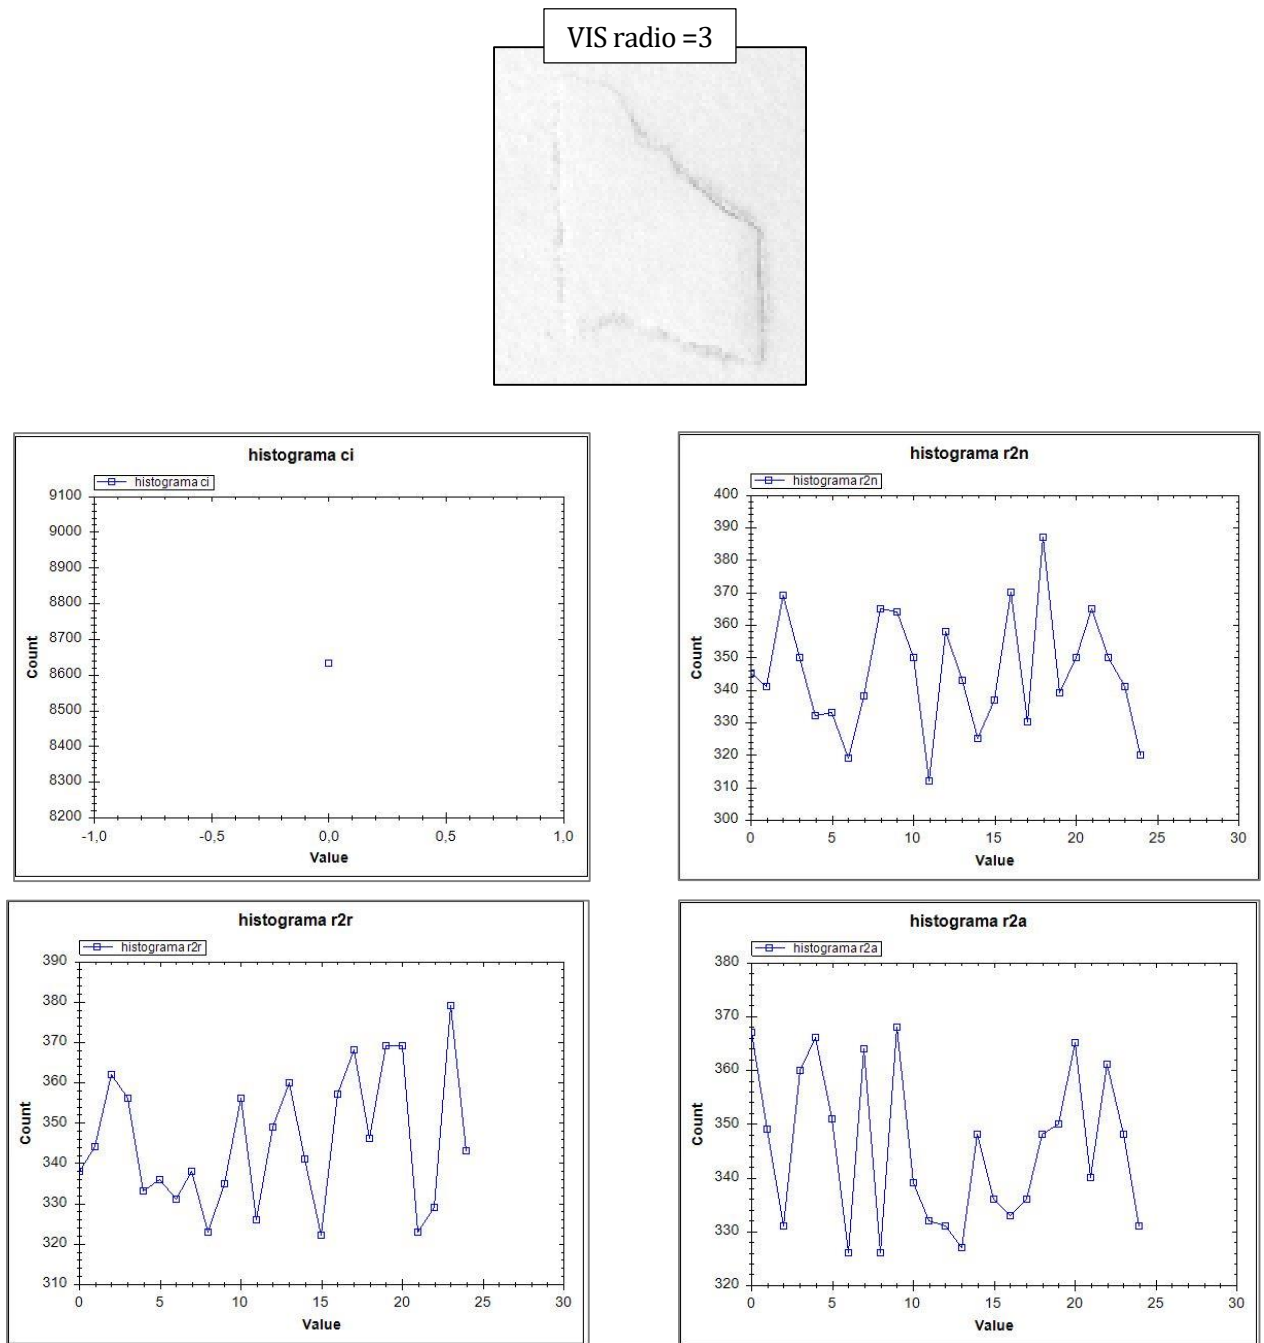 VIS radio =3
histograma ci
histograma ci
9100
9000
8900
8800
8700
8600
8500
8400
8300
8200
Count
-1,0 -0,5 0,0 0,5 1,0
Value
histograma r2n
histograma r2n
400
390
380
370
360
350
340
330
320
310
300
Count
0 5 10 15 20 25 30
Value
histograma r2r
histograma r2r
390
380
370
360
350
340
330
320
310
Count
0 5 10 15 20 25 30
Value
histograma r2a
histograma r2a
380
370
360
350
340
330
320
Count
0 5 10 15 20 25 30
Value